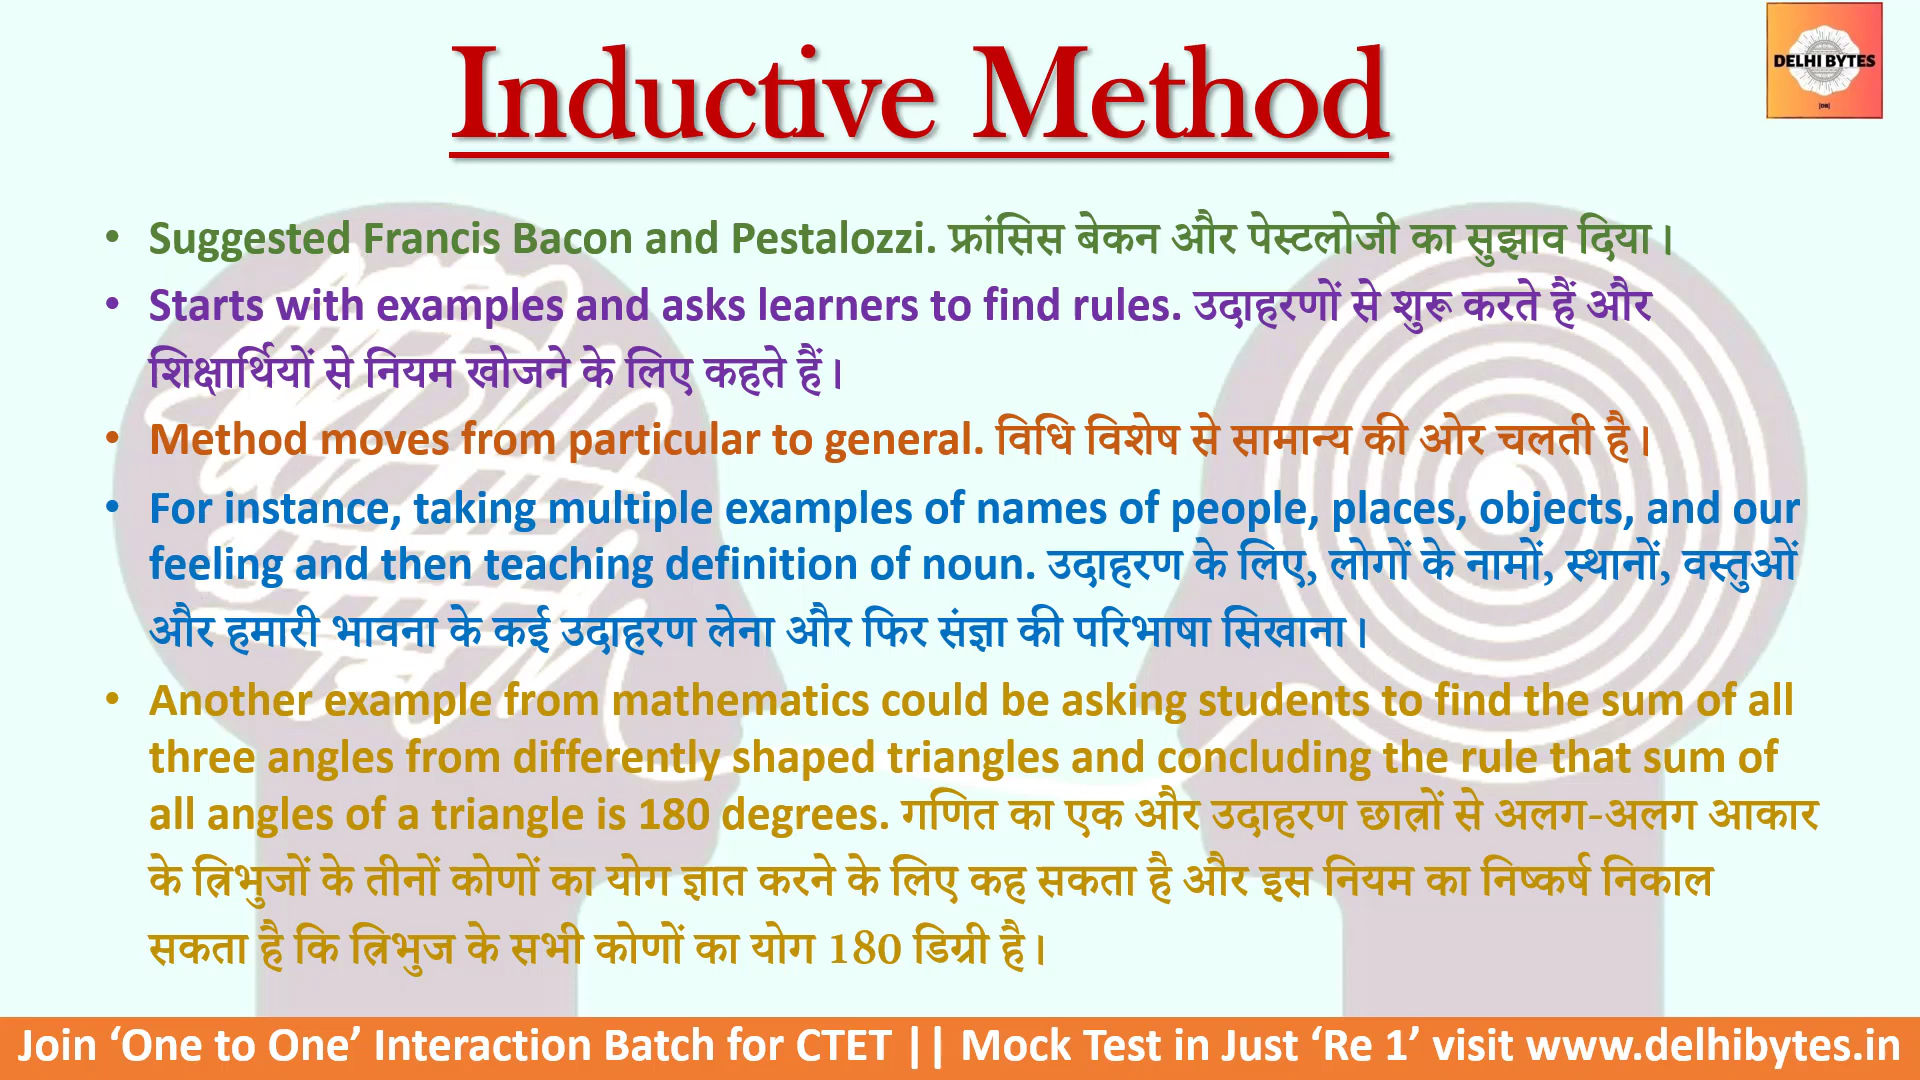 Inductive Method
DELHI BYTES
[DB]
• Suggested Francis Bacon and Pestalozzi. फ्रांसिस बेकन और पेस्टलोजी का सुझाव दिया।
• Starts with examples and asks learners to find rules. उदाहरणों से शुरू करते हैं और
शिक्षार्थियों से नियम खोजने के लिए कहते हैं।
• Method moves from particular to general. विधि विशेष से सामान्य की ओर चलती है।
• For instance, taking multiple examples of names of people, places, objects, and our
feeling and then teaching definition of noun. उदाहरण के लिए, लोगों के नामों, स्थानों, वस्तुओं
और हमारी भावना के कई उदाहरण लेना और फिर संज्ञा की परिभाषा सिखाना।
• Another example from mathematics could be asking students to find the sum of all
three angles from differently shaped triangles and concluding the rule that sum of
all angles of a triangle is 180 degrees. गणित का एक और उदाहरण छात्रों से अलग-अलग आकार
के त्रिभुजों के तीनों कोणों का योग ज्ञात करने के लिए कह सकता है और इस नियम का निष्कर्ष निकाल
सकता है कि त्रिभुज के सभी कोणों का योग 180 डिग्री है।
Join ‘One to One’ Interaction Batch for CTET || Mock Test in Just ‘Re 1’ visit www.delhibytes.in